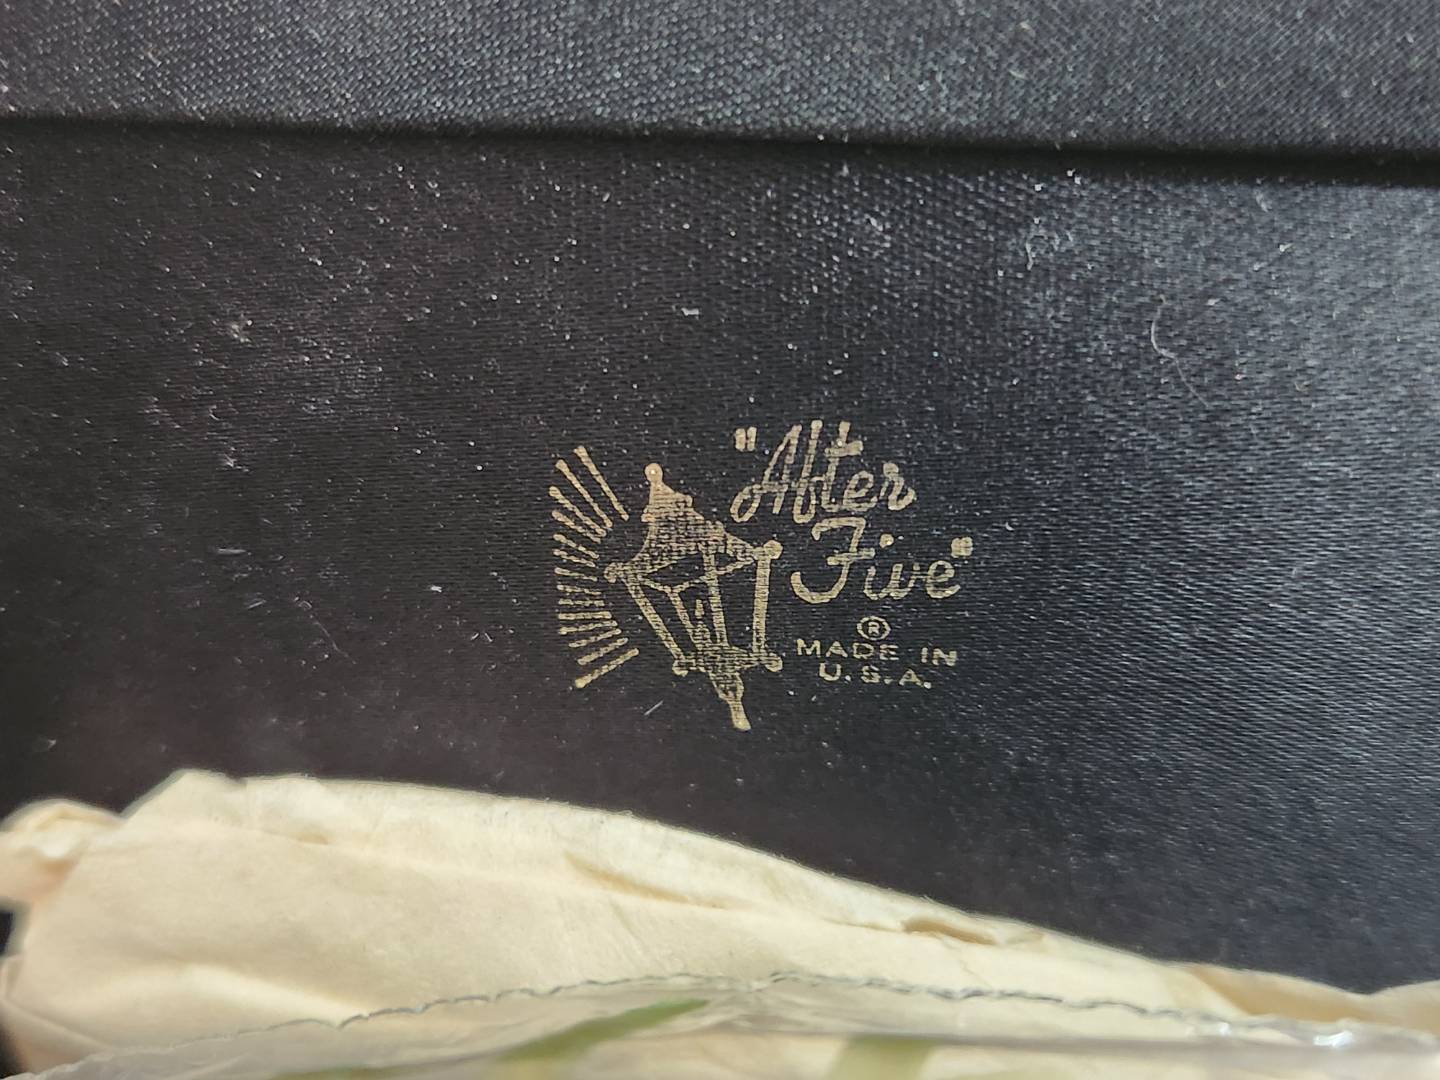 "After
Five"
®
MADE IN
U.S.A.